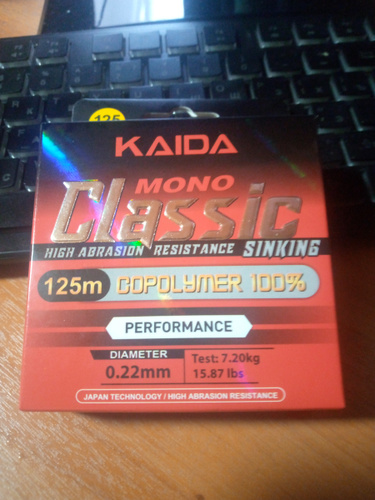 125
KAIDA
MONO
Classic
HIGH ABRASION RESISTANCE SINKING
125m COPOLYMER 100%
PERFORMANCE
DIAMETER
0.22mm
Test: 7.20kg
15.87 lbs
JAPAN TECHNOLOGY / HIGH ABRASION RESISTANCE